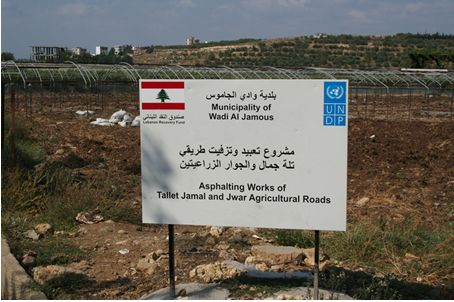 بلدية وادي الجاموس
Municipality of
Wadi Al Jamous
صندوق النقد اللبناني
Lebanon Recovery Fund
UN
DP
مشروع تعبيد وتزفيت طريقي
تلة جمال والجوار الزراعيتين
Asphalting Works of
Tallet Jamal and Jwar Agricultural Roads